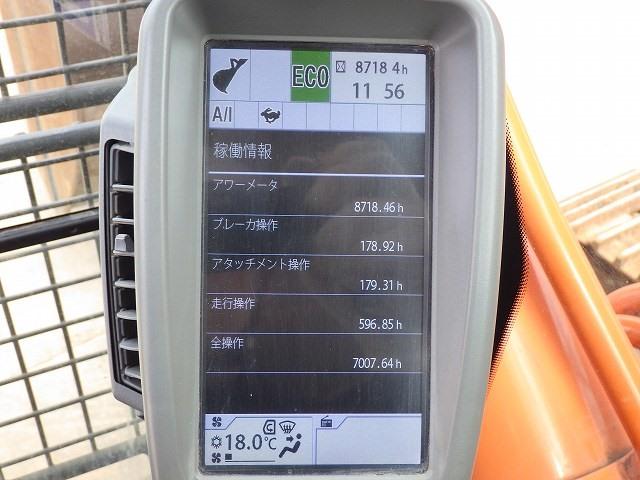 ECO
8718 4h
11 56
A/I
稼働情報
アワーメータ
8718.46 h
ブレーカ操作
178.92 h
アタッチメント操作
179.31 h
走行操作
596.85 h
全操作
7007.64 h
18.0℃